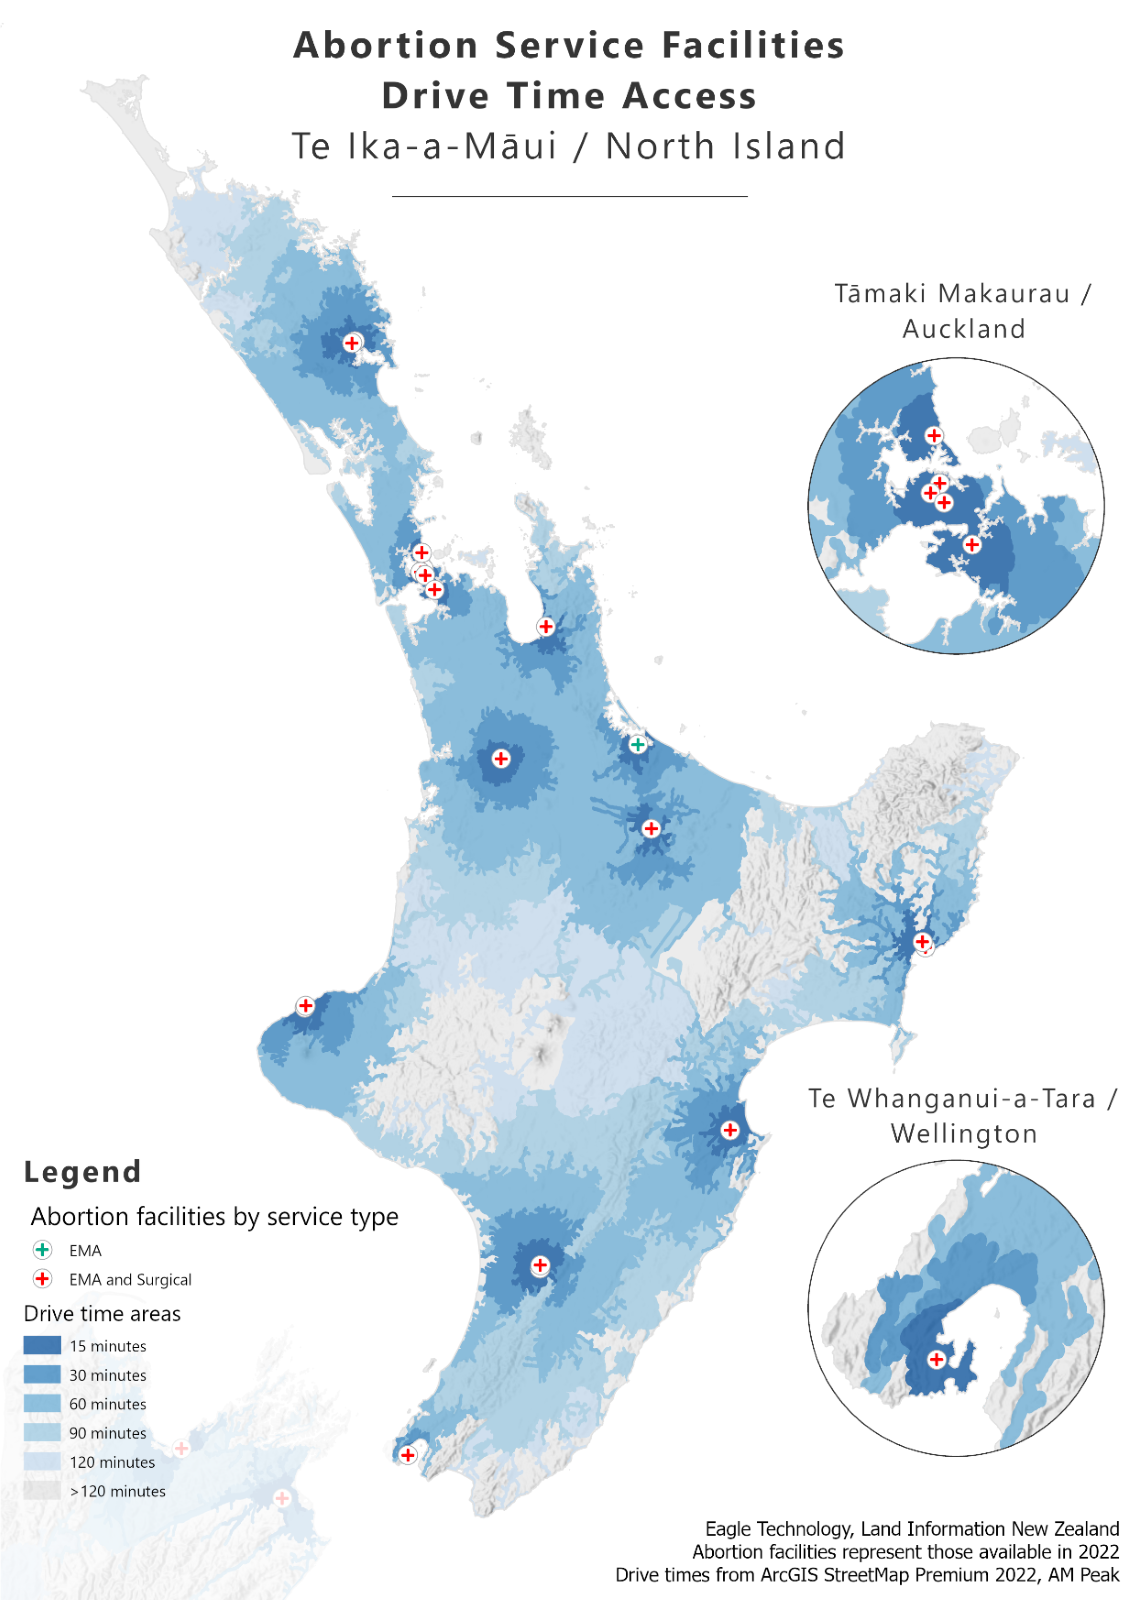 Abortion Service Facilities
Drive Time Access
Te Ika-a-Māui / North Island
Tāmaki Makaurau /
Auckland
Te Whanganui-a-Tara /
Wellington
Legend
Abortion facilities by service type
EMA
EMA and Surgical
Drive time areas
15 minutes
30 minutes
60 minutes
90 minutes
120 minutes
>120 minutes
Eagle Technology, Land Information New Zealand
Abortion facilities represent those available in 2022
Drive times from ArcGIS StreetMap Premium 2022, AM Peak